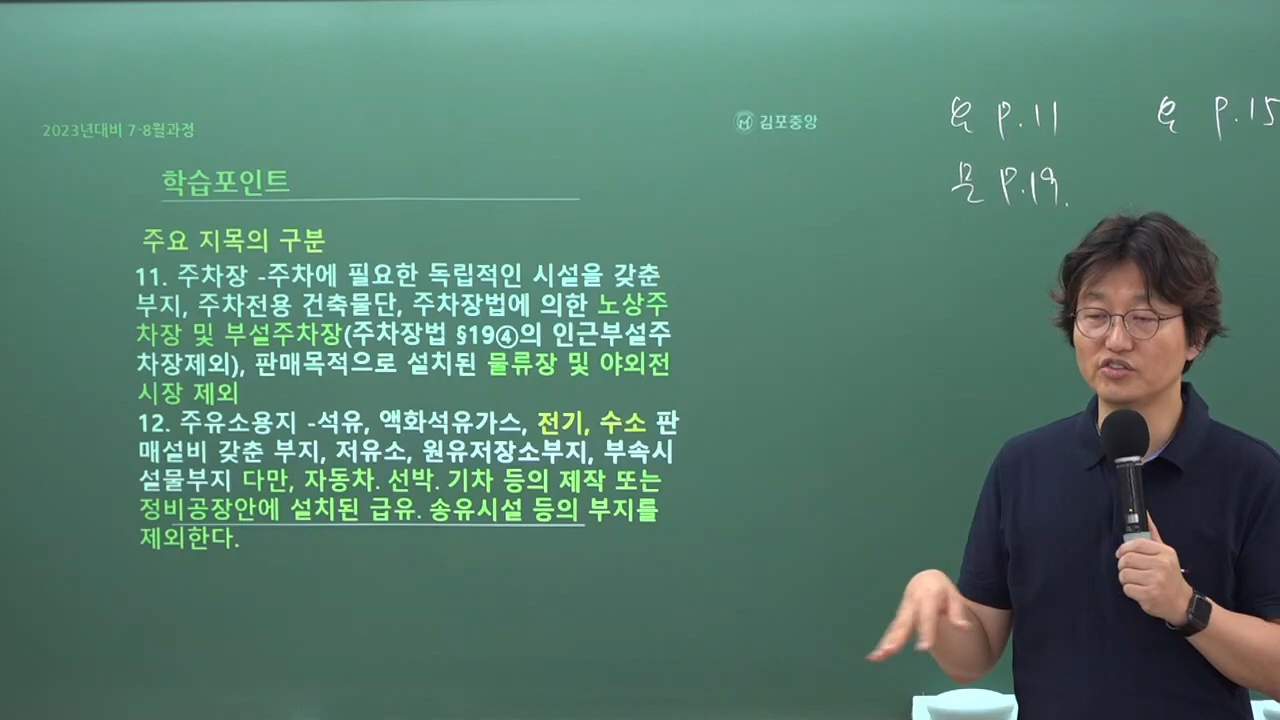 2023년대비 7-8월과정
김포중앙
요 P.11
요 P.15
문 P.19.
학습포인트
주요 지목의 구분
11. 주차장 -주차에 필요한 독립적인 시설을 갖춘
부지, 주차전용 건축물단, 주차장법에 의한 노상주
차장 및 부설주차장(주차장법 §19④의 인근부설주
차장제외), 판매목적으로 설치된 물류장 및 야외전
시장 제외
12. 주유소용지 -석유, 액화석유가스, 전기, 수소 판
매설비 갖춘 부지, 저유소, 원유저장소부지, 부속시
설물부지 다만, 자동차. 선박. 기차 등의 제작 또는
정비공장안에 설치된 급유. 송유시설 등의 부지를
제외한다.